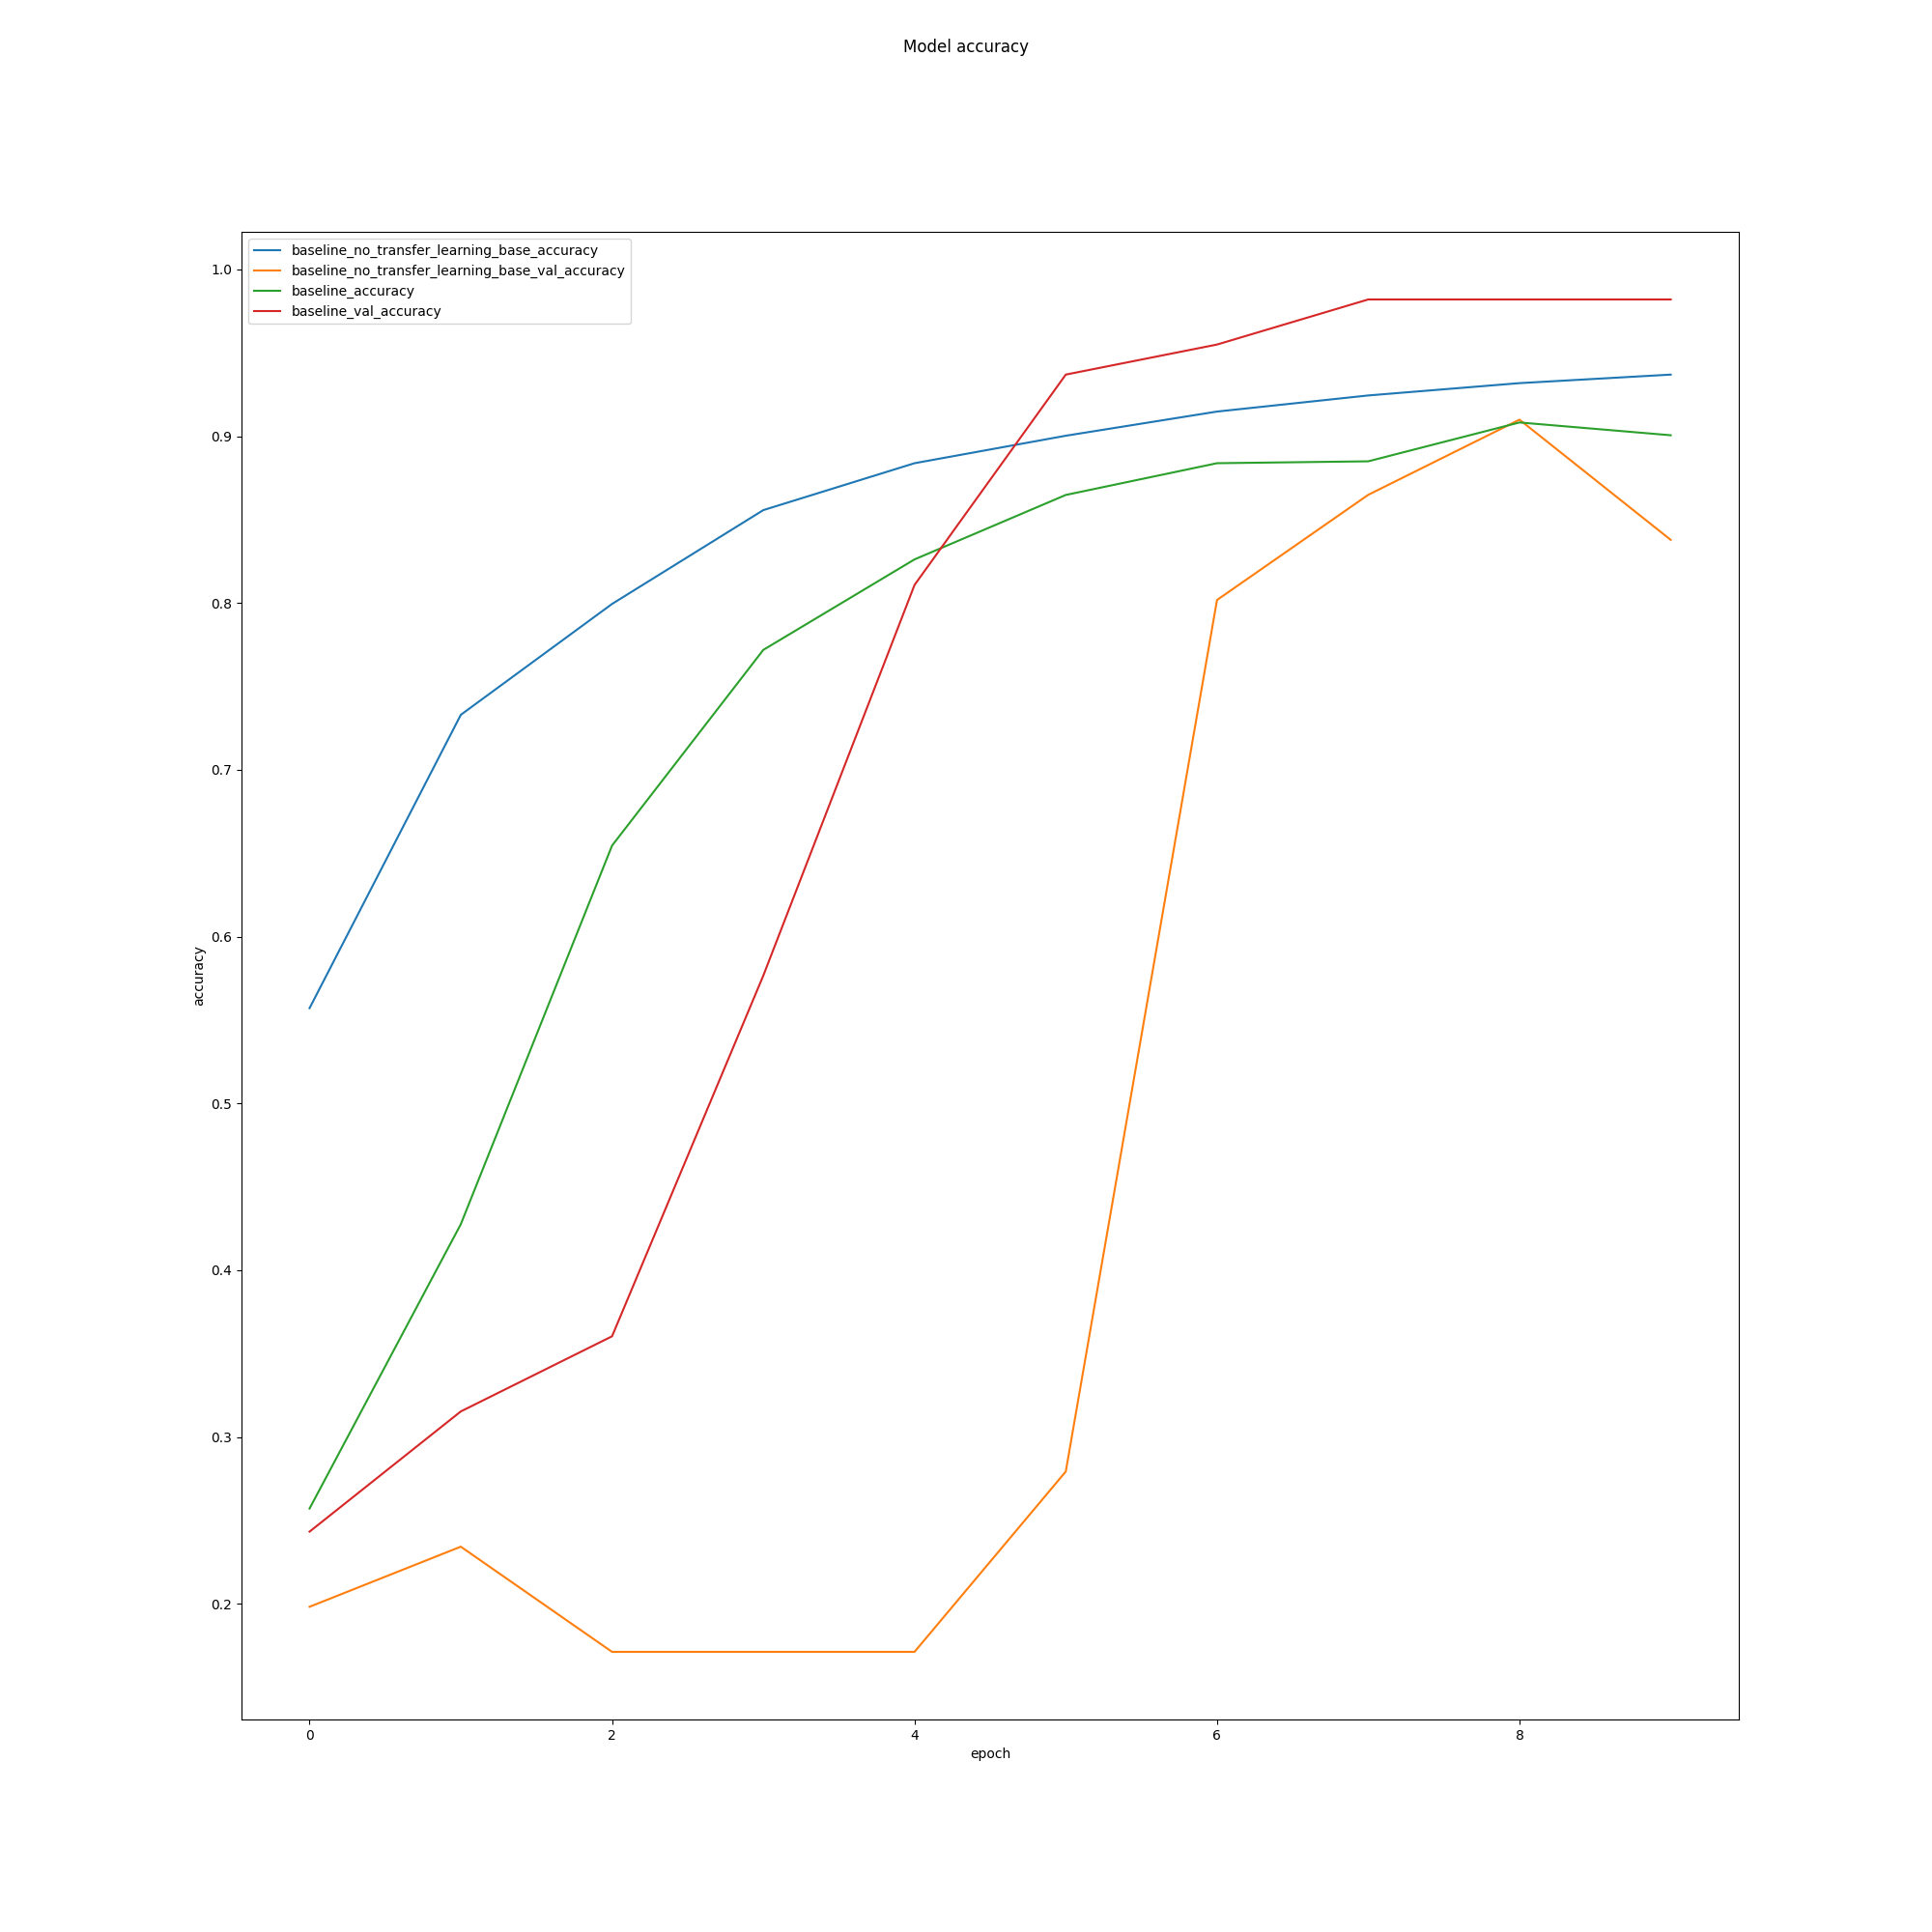 Model accuracy
baseline_no_transfer_learning_base_accuracy
baseline_no_transfer_learning_base_val_accuracy
baseline_accuracy
baseline_val_accuracy
1.0
0.9
0.8
0.7
0.6
0.5
0.4
0.3
0.2
accuracy
0 2 4 6 8
epoch